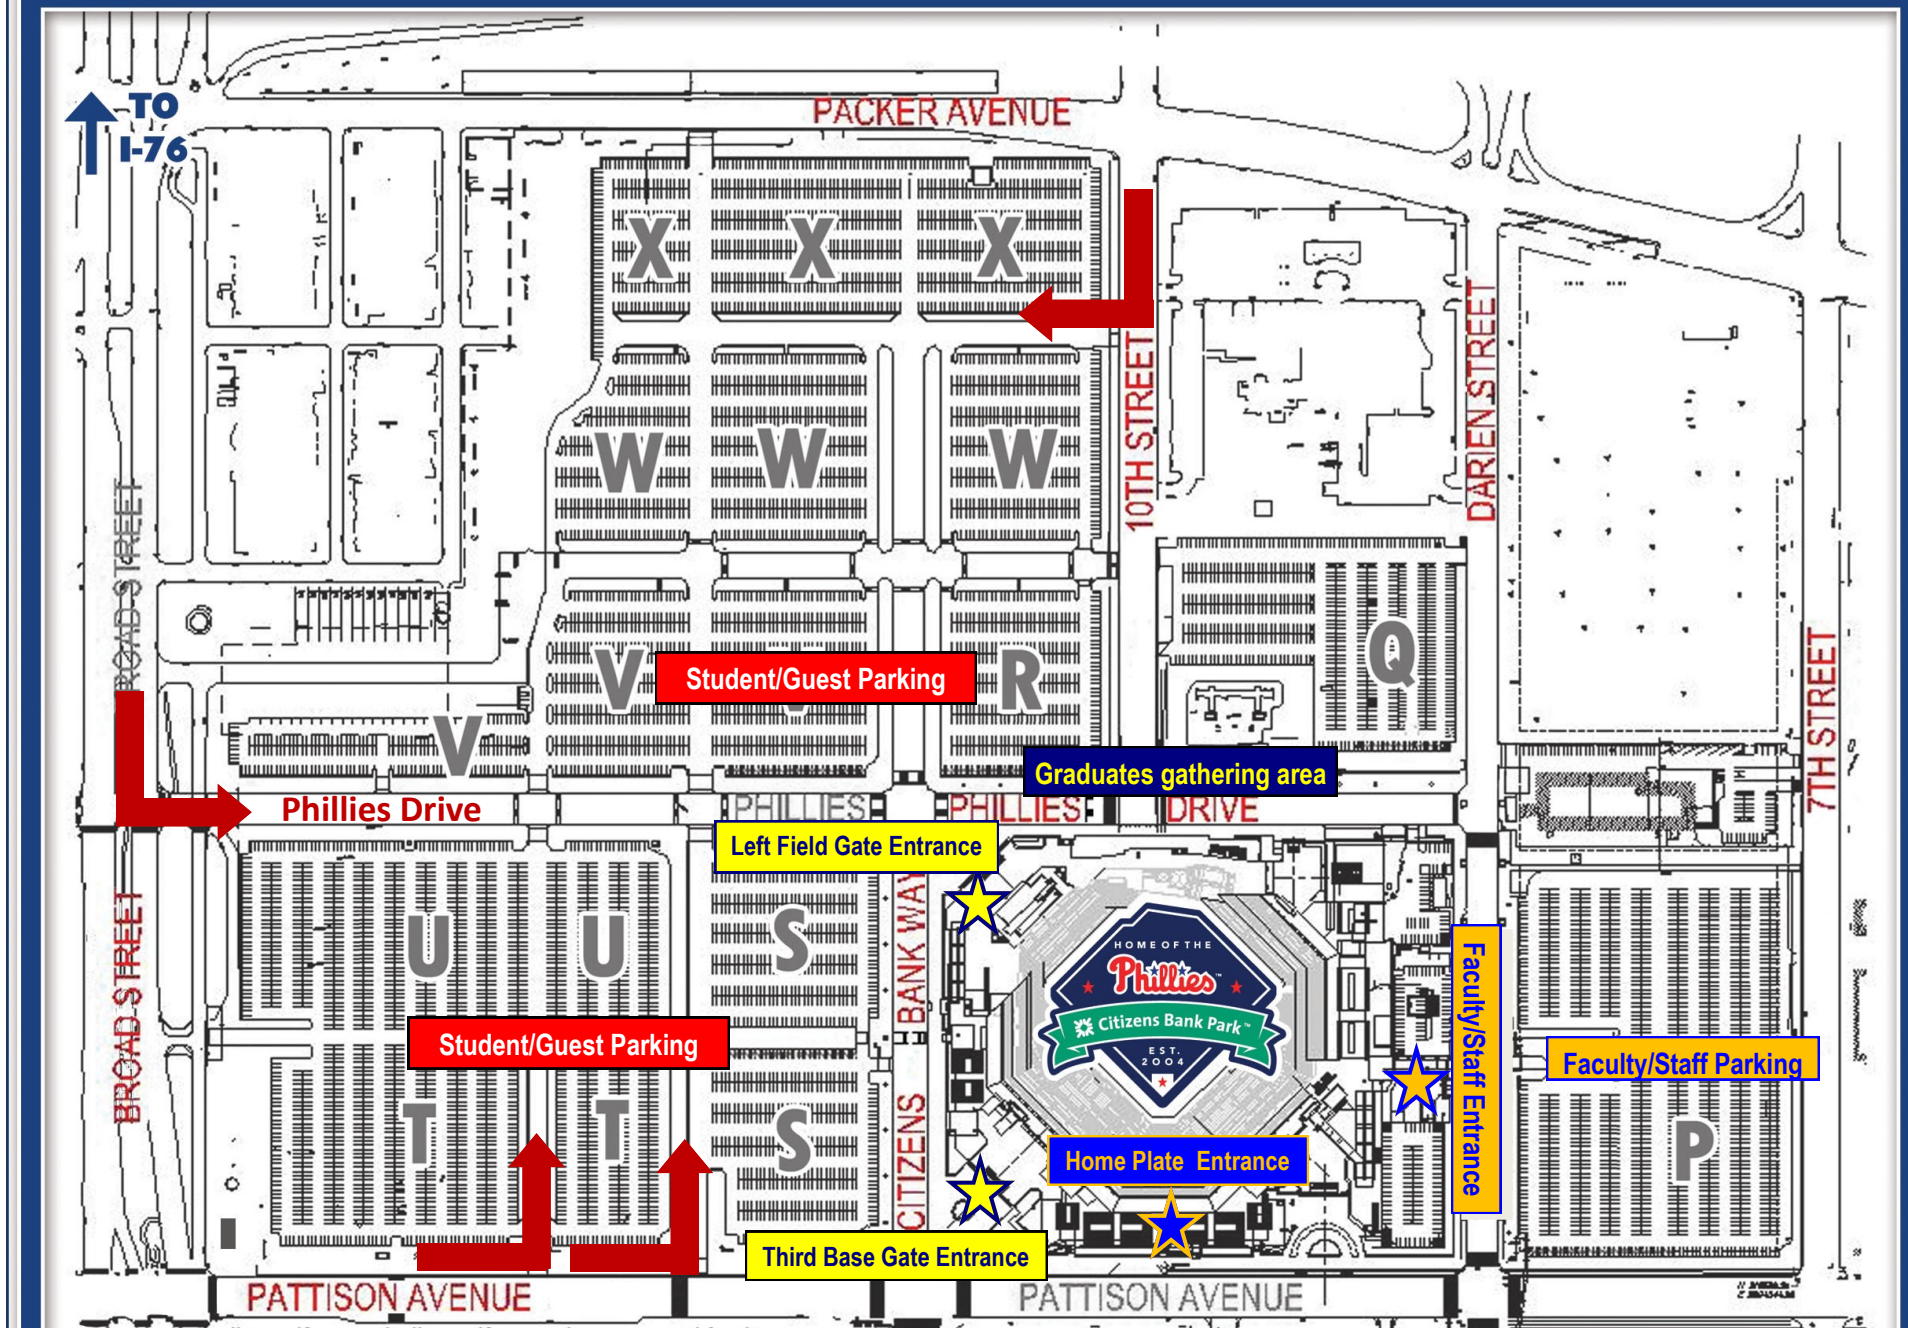 TO
I-76
PACKER AVENUE
X
X
X
10TH STREET
DARIEN STREET
W
W
W
ROAD STREET
Q
V
Student/Guest Parking
R
7TH STREET
V
Graduates gathering area
Phillies Drive
PHILLIES
PHILLIES
DRIVE
Left Field Gate Entrance
BROAD STREET
U
U
S
CITIZENS BANK WAY
HOME OF THE
Phillies
Citizens Bank Park™
EST.
2004
Faculty/Staff Entrance
Student/Guest Parking
Faculty/Staff Parking
T
T
S
P
Home Plate Entrance
Third Base Gate Entrance
PATTISON AVENUE
PATTISON AVENUE